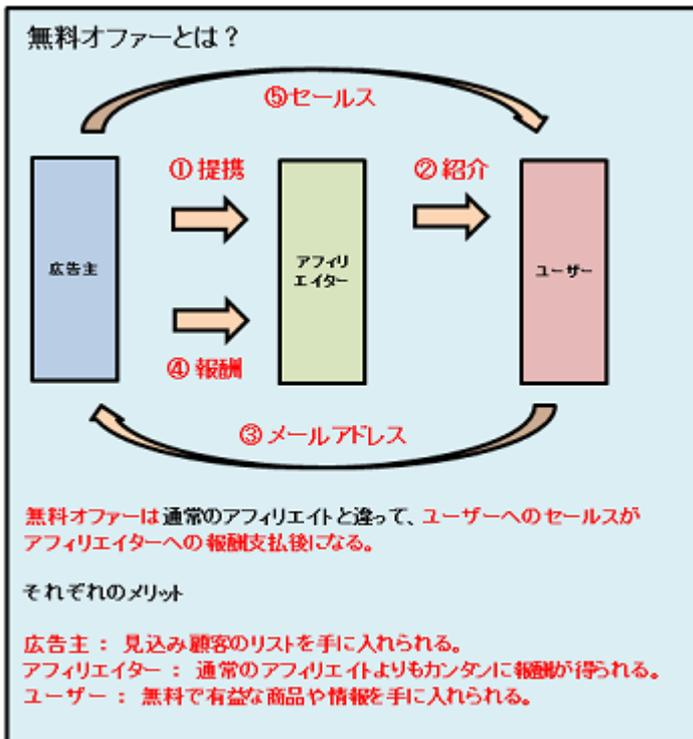 無料オファーとは？
⑤セールス
①提携
②紹介
広告主
アフィリ
エイター
ユーザー
④報酬
③メールアドレス
無料オファーは通常のアフィリエイトと違って、ユーザーへのセールスが
アフィリエイターへの報酬支払後になる。
それぞれのメリット
広告主：見込み顧客のリストを手に入れられる。
アフィリエイター：通常のアフィリエイトよりもカンタンに報酬が得られる。
ユーザー：無料で有益な商品や情報を手に入れられる。